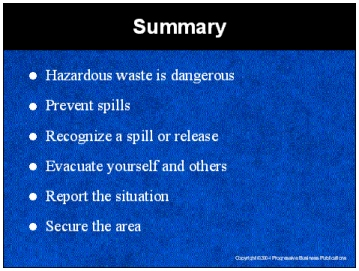 Summary
Hazardous waste is dangerous
Prevent spills
Recognize a spill or release
Evacuate yourself and others
Report the situation
Secure the area
Copyright ©2004 Progressive Business Publications